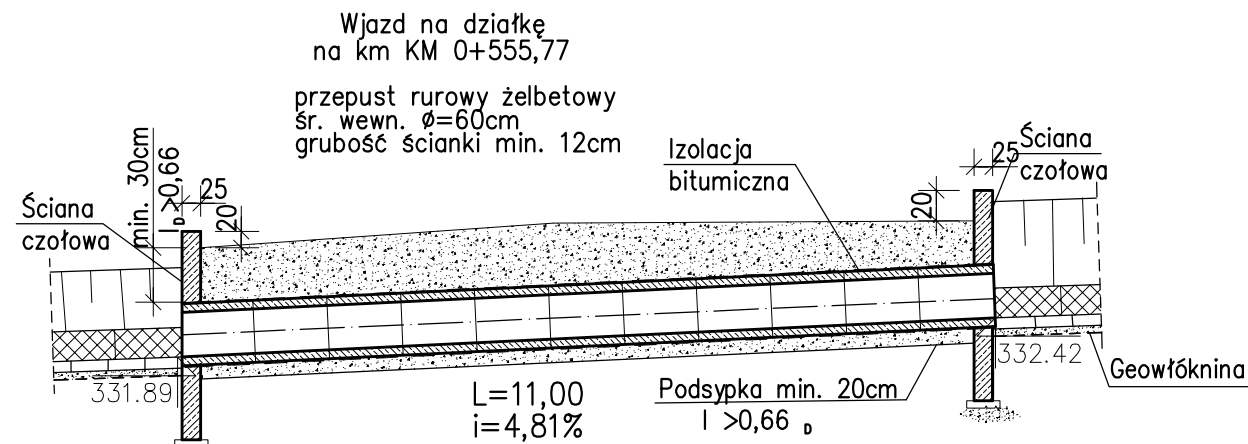 Wjazd na działkę
na km KM 0+555,77
przepust rurowy żelbetowy
śr. wewn. Ø=60cm
grubość ścianki min. 12cm
min. 30cm
I_D >0,66
25
20
Ściana
czołowa
Izolacja
bitumiczna
20
25
Ściana
czołowa
331.89
L=11,00
i=4,81%
Podsypka min. 20cm
I >0,66 D
332.42
Geowłóknina